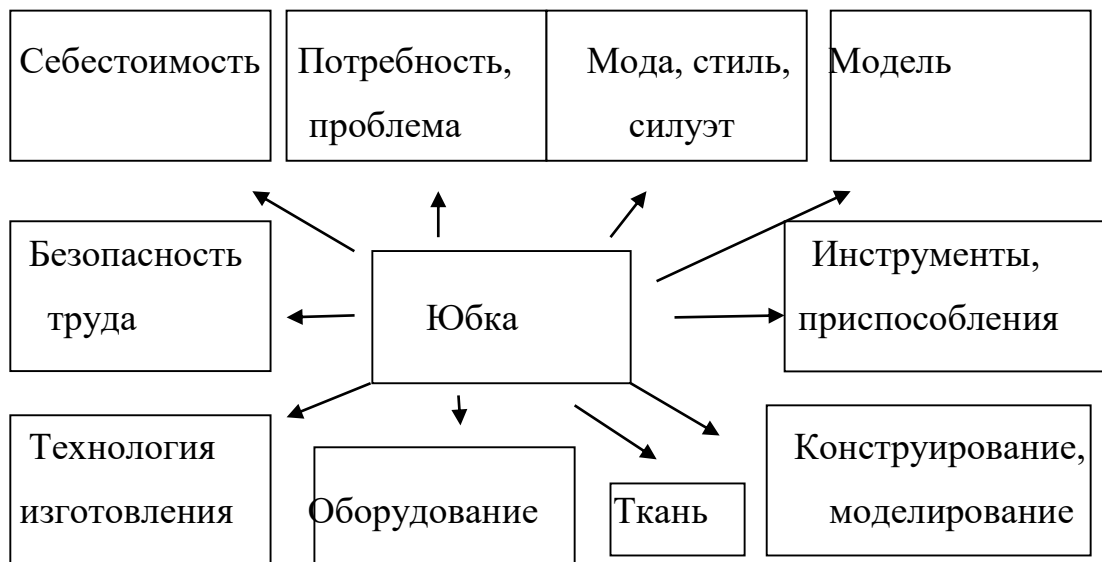 Себестоимость
Потребность,
проблема
Мода, стиль,
силуэт
Модель
Безопасность
труда
Юбка
Инструменты,
приспособления
Технология
изготовления
Оборудование
Ткань
Конструирование,
моделирование